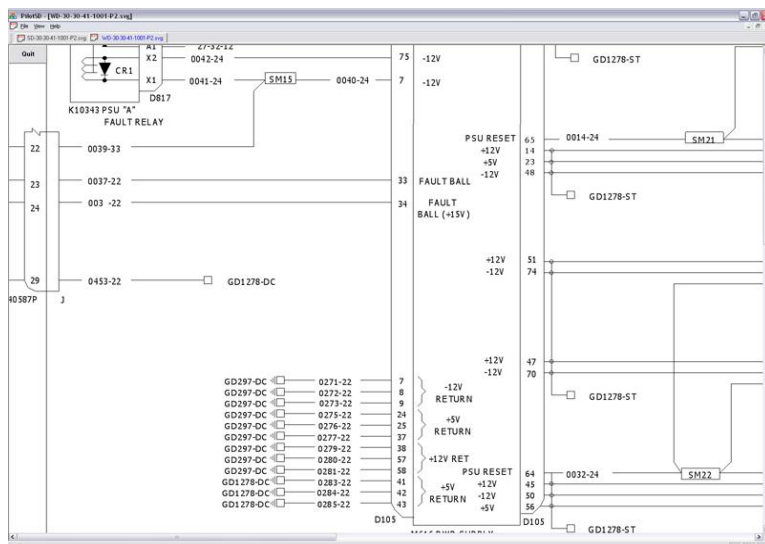 PilotSD - [WD-30-30-41-1001-P2.svg]
File View Help
SD-30-30-41-1001-P2.svg WD-30-30-41-1001-P2.svg
Quit
A1 27-32-12
X2 0042-24
CR1
X1 0041-24 SM15 0040-24
D817
K10343 PSU "A"
FAULT RELAY
75 -12V
7 -12V
GD1278-ST
22 0039-33
23 0037-22
24 003 -22
33 FAULT BALL
34 FAULT
BALL (+15V)
PSU RESET 65 0014-24 SM21
+12V 14
+5V 23
-12V 48
GD1278-ST
29 0453-22 GD1278-DC
40587P J
+12V 51
-12V 74
+12V 47
-12V 70
GD1278-ST
GD297-DC 0271-22 7
GD297-DC 0272-22 8
GD297-DC 0273-22 9
-12V
RETURN
GD297-DC 0275-22 24
GD297-DC 0276-22 25
GD297-DC 0277-22 37
+5V
RETURN
GD297-DC 0279-22 38
GD297-DC 0280-22 57
GD297-DC 0281-22 58
+12V RET
GD1278-DC 0283-22 41
GD1278-DC 0284-22 42
GD1278-DC 0285-22 43
+5V
RETURN
PSU RESET 64 0032-24 SM22
+12V 45
-12V 50
+5V 56
D105 D105
GD1278-ST